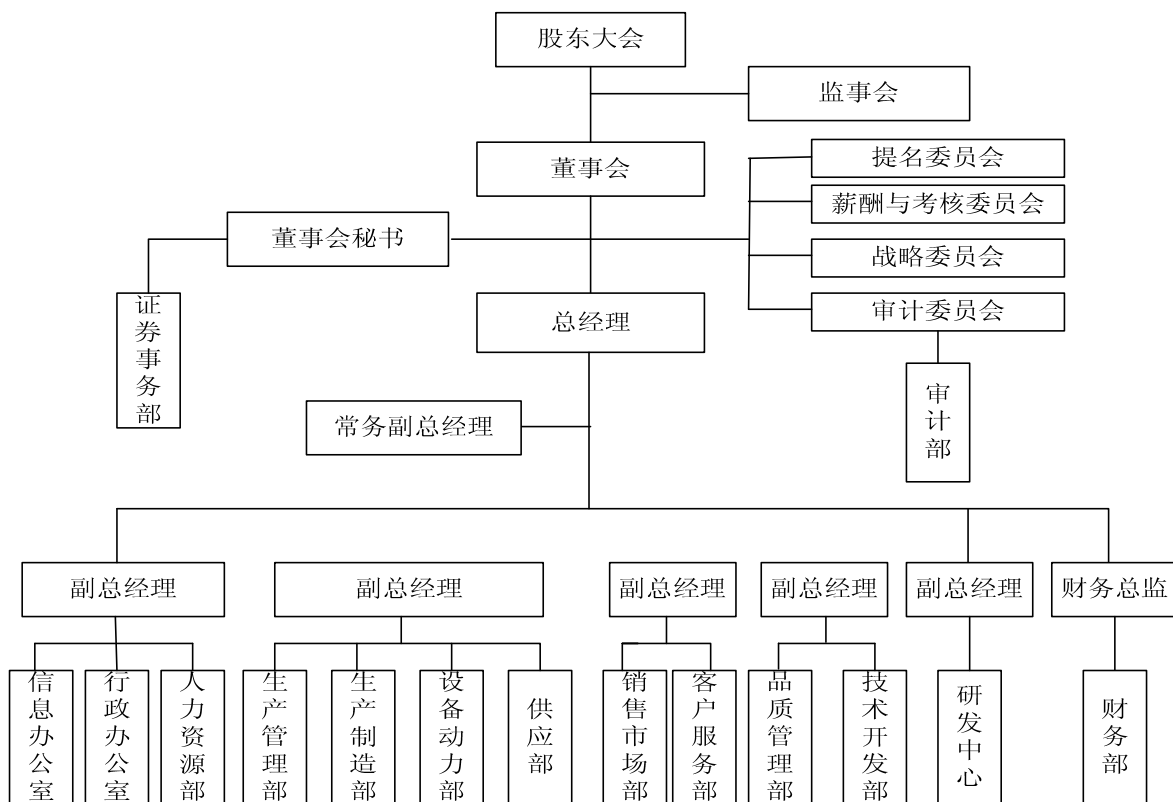 股东大会
监事会
董事会
提名委员会
薪酬与考核委员会
董事会秘书
战略委员会
证券事务部
总经理
审计委员会
审计部
常务副总经理
副总经理
副总经理
副总经理
副总经理
副总经理
财务总监
信息办公室
行政办公室
人力资源部
生产管理部
生产制造部
设备动力部
供应部
销售市场部
客户服务部
品质管理部
技术开发部
研发中心
财务部